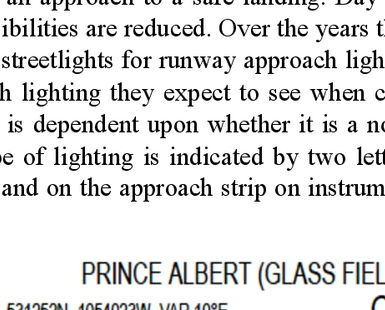 an approach to a safe landing. Day
ibilities are reduced. Over the years t
streetlights for runway approach ligh
h lighting they expect to see when c
is dependent upon whether it is a no
pe of lighting is indicated by two lett
and on the approach strip on instrum
PRINCE ALBERT (GLASS FIEL
531252N 1054023W VAR 10°E